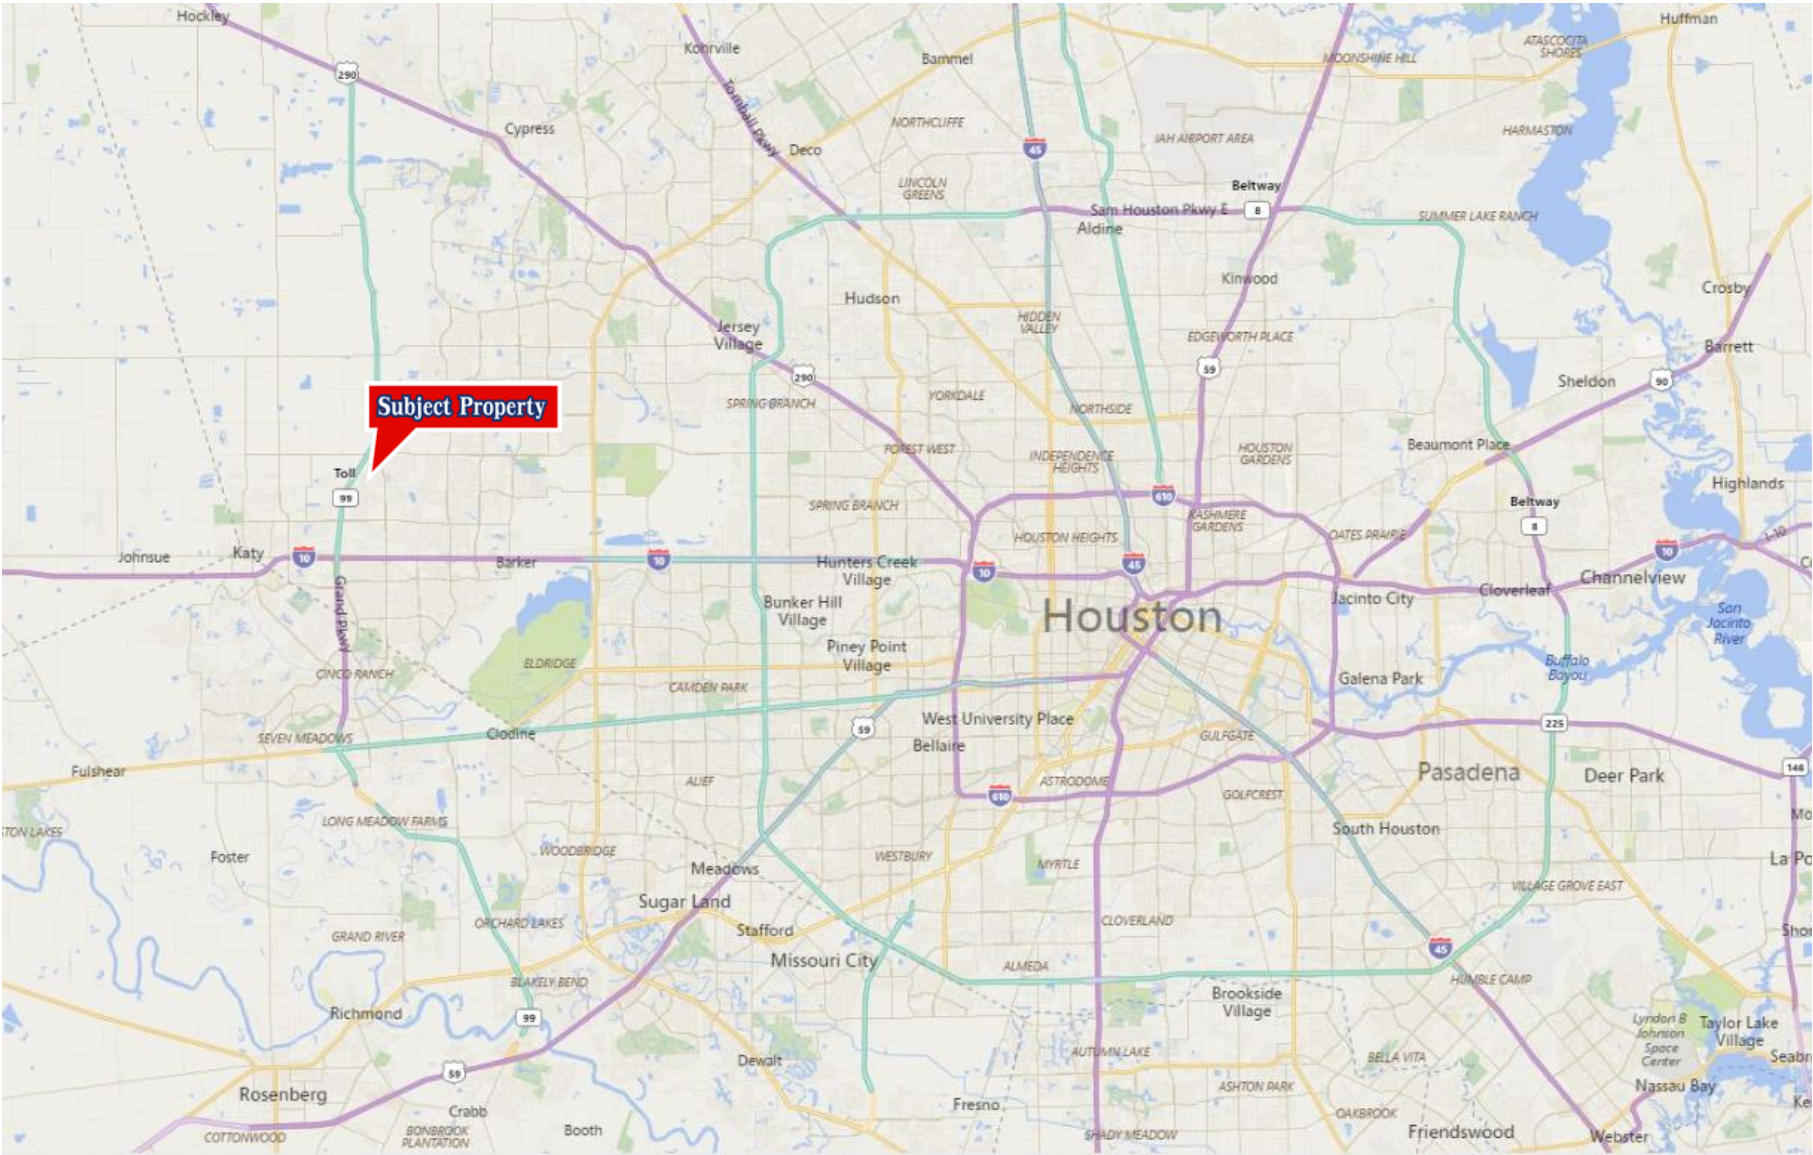 Hockley
Kohrville
Huffman
ATASCOCITA
SHORES
Bammel
MOONSHINE HILL
290
Tomball Pkwy
Cypress
NORTHCLIFFE
HARMASTON
IAH AIRPORT AREA
Deco
45
LINCOLN
GREENS
Beltway
8
Sam Houston Pkwy E
SUMMER LAKE RANCH
Aldine
Kinwood
Crosby
Hudson
HIDDEN
VALLEY
Jersey
Village
EDGEWORTH PLACE
Barrett
59
290
Sheldon
90
Subject Property
SPRING BRANCH
YORKDALE
NORTHSIDE
FOREST WEST
INDEPENDENCE
HEIGHTS
HOUSTON
GARDENS
Beaumont Place
Toll
99
Highlands
610
SPRING BRANCH
Beltway
8
KASHMERE
GARDENS
HOUSTON HEIGHTS
OATES PRAIRIE
I-10
Johnsue
Katy
10
Barker
10
Hunters Creek
Village
10
45
10
Channelview
Cloverleaf
Jacinto City
Grand Pkwy
Bunker Hill
Village
Houston
San
Jacinto
River
Piney Point
Village
ELDRIDGE
CINCO RANCH
CAMDEN PARK
Buffalo
Bayou
Galena Park
West University Place
59
225
SEVEN MEADOWS
Clodine
Bellaire
GULFGATE
Fulshear
ALIEF
ASTRODOME
Pasadena
Deer Park
146
610
GOLFCREST
LONG MEADOW FARMS
TON LAKES
South Houston
Mo
Foster
WOODBRIDGE
WESTBURY
MYRTLE
La Po
Meadows
VILLAGE GROVE EAST
Sugar Land
ORCHARD LAKES
CLOVERLAND
Stafford
Shor
GRAND RIVER
45
Missouri City
ALMEDA
BLAKELY BEND
HUMBLE CAMP
Brookside
Village
Richmond
99
Lyndon B
Johnson
Space
Center
Taylor Lake
Village
AUTUMN LAKE
BELLA VITA
Dewalt
Seabr
59
ASHTON PARK
Nassau Bay
Rosenberg
Fresno
Ke
Crabb
OAKBROOK
COTTONWOOD
BONBROOK
PLANTATION
Booth
SHADY MEADOW
Friendswood
Webster